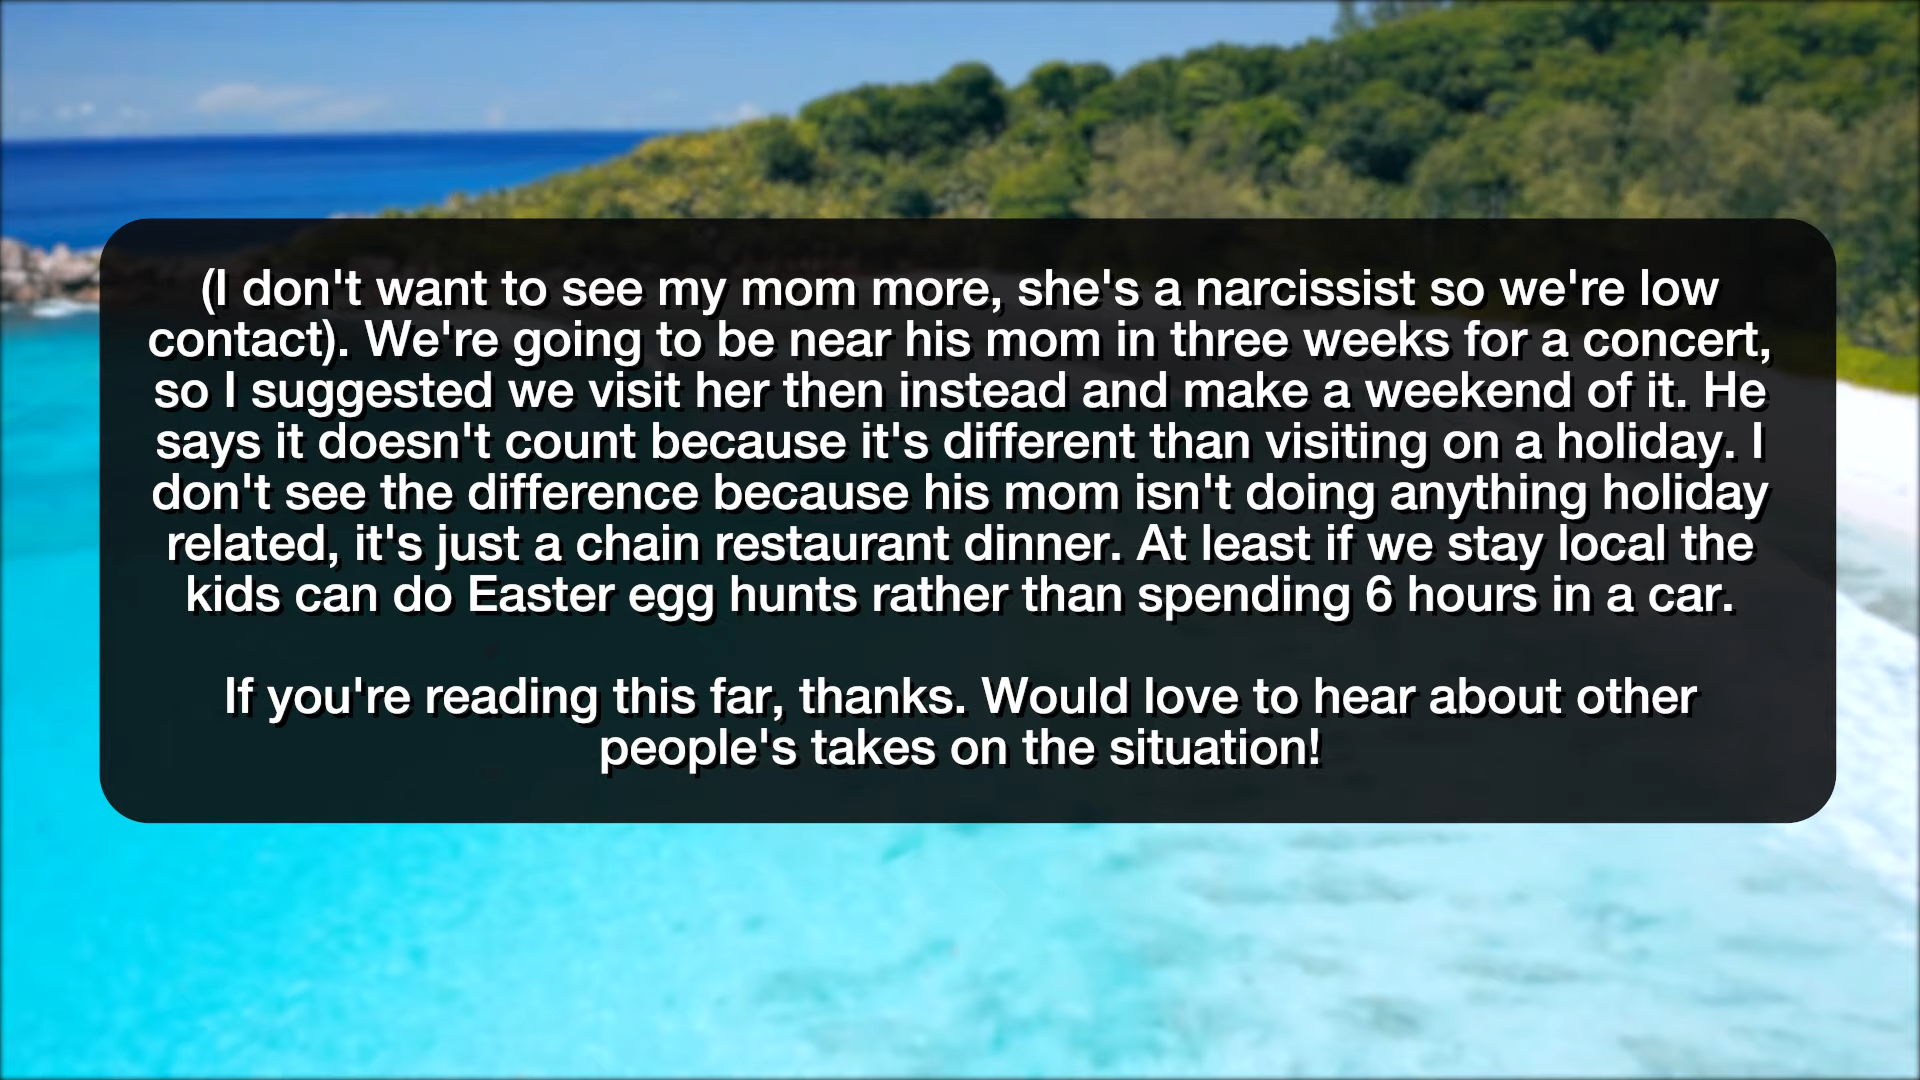 (I don't want to see my mom more, she's a narcissist so we're low
contact). We're going to be near his mom in three weeks for a concert,
so I suggested we visit her then instead and make a weekend of it. He
says it doesn't count because it's different than visiting on a holiday. I
don't see the difference because his mom isn't doing anything holiday
related, it's just a chain restaurant dinner. At least if we stay local the
kids can do Easter egg hunts rather than spending 6 hours in a car.
If you're reading this far, thanks. Would love to hear about other
people's takes on the situation!